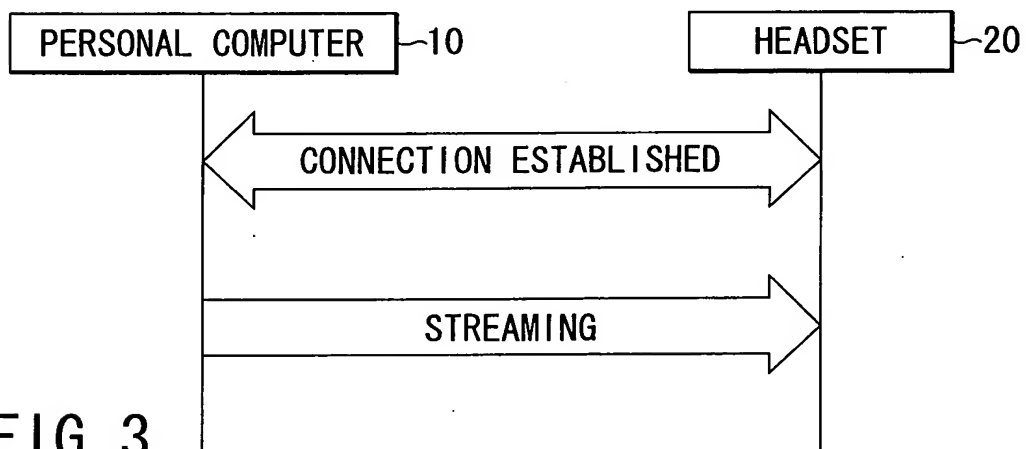 PERSONAL COMPUTER 10
HEADSET 20
CONNECTION ESTABLISHED
STREAMING
FIG. 3